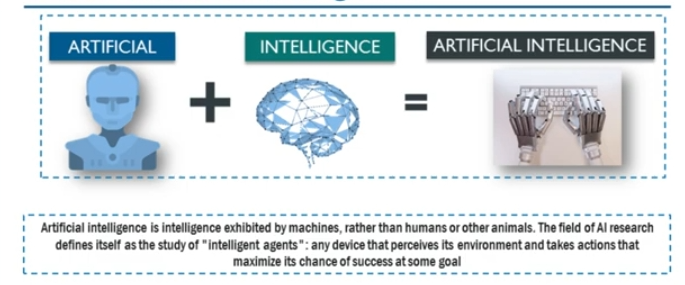 ARTIFICIAL
INTELLIGENCE
ARTIFICIAL INTELLIGENCE
+
=
Artificial intelligence is intelligence exhibited by machines, rather than humans or other animals. The field of AI research
defines itself as the study of "intelligent agents": any device that perceives its environment and takes actions that
maximize its chance of success at some goal